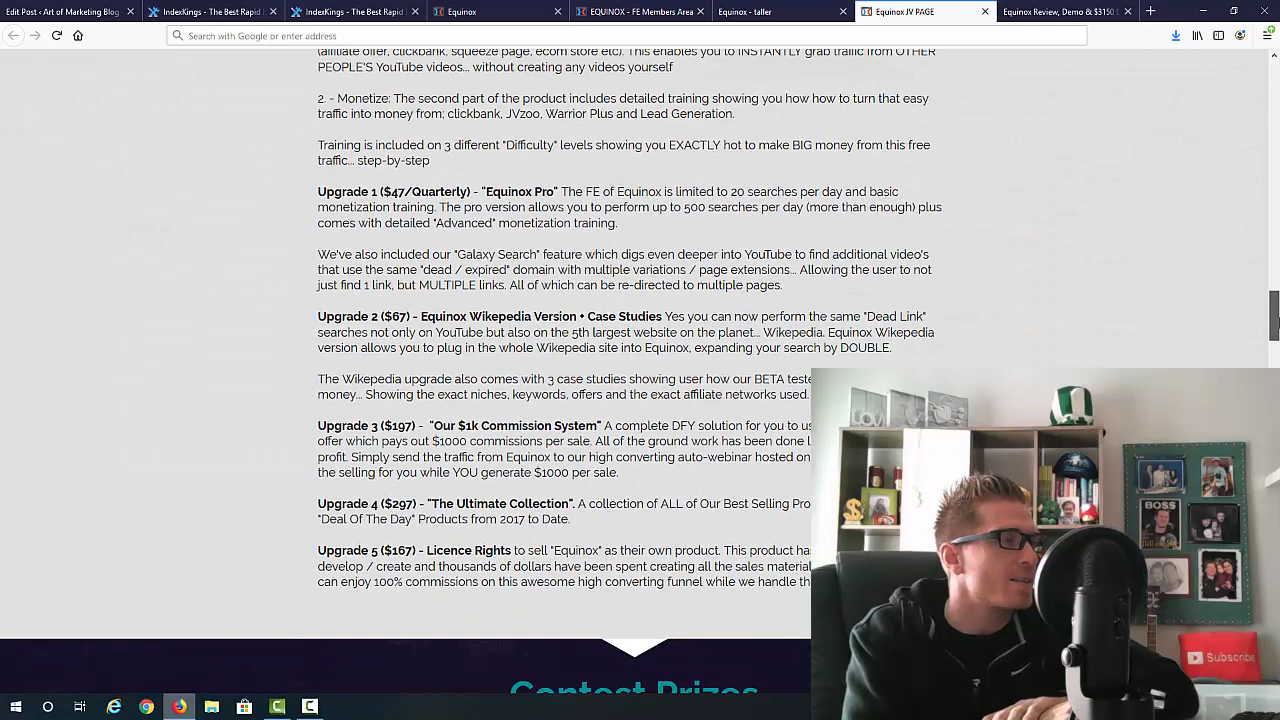 Edit Post ‹ Art of Marketing Blog
IndexKings - The Best Rapid
IndexKings - The Best Rapid
Equinox
EQUINOX - FE Members Area
Equinox - taller
Equinox JV PAGE
Equinox Review, Demo & $3150
Search with Google or enter address
(affiliate offer, clickbank, squeeze page, ecom store etc). This enables you to INSTANTLY grab traffic from OTHER
PEOPLE'S YouTube videos... without creating any videos yourself
2. - Monetize: The second part of the product includes detailed training showing you how how to turn that easy
traffic into money from; clickbank, JVzoo, Warrior Plus and Lead Generation.
Training is included on 3 different "Difficulty" levels showing you EXACTLY hot to make BIG money from this free
traffic... step-by-step
Upgrade 1 ($47/Quarterly) - "Equinox Pro" The FE of Equinox is limited to 20 searches per day and basic
monetization training. The pro version allows you to perform up to 500 searches per day (more than enough) plus
comes with detailed "Advanced" monetization training.
We've also included our "Galaxy Search" feature which digs even deeper into YouTube to find additional video's
that use the same "dead / expired" domain with multiple variations / page extensions... Allowing the user to not
just find 1 link, but MULTIPLE links. All of which can be re-directed to multiple pages.
Upgrade 2 ($67) - Equinox Wikepedia Version + Case Studies Yes you can now perform the same "Dead Link"
searches not only on YouTube but also on the 5th largest website on the planet... Wikipedia. Equinox Wikepedia
version allows you to plug in the whole Wikepedia site into Equinox, expanding your search by DOUBLE.
The Wikepedia upgrade also comes with 3 case studies showing user how our BETA teste
money... Showing the exact niches, keywords, offers and the exact affiliate networks used.
Upgrade 3 ($197) - "Our $1k Commission System" A complete DFY solution for you to us
offer which pays out $1000 commissions per sale. All of the ground work has been done
profit. Simply send the traffic from Equinox to our high converting auto-webinar hosted on
the selling for you while YOU generate $1000 per sale.
Upgrade 4 ($297) - "The Ultimate Collection". A collection of ALL of Our Best Selling Pro
"Deal Of The Day" Products from 2017 to Date.
Upgrade 5 ($167) - Licence Rights to sell "Equinox" as their own product. This product has
develop / create and thousands of dollars have been spent creating all the sales material
can enjoy 100% commissions on this awesome high converting funnel while we handle th
Contest Prizes
BOSS
Subscribe